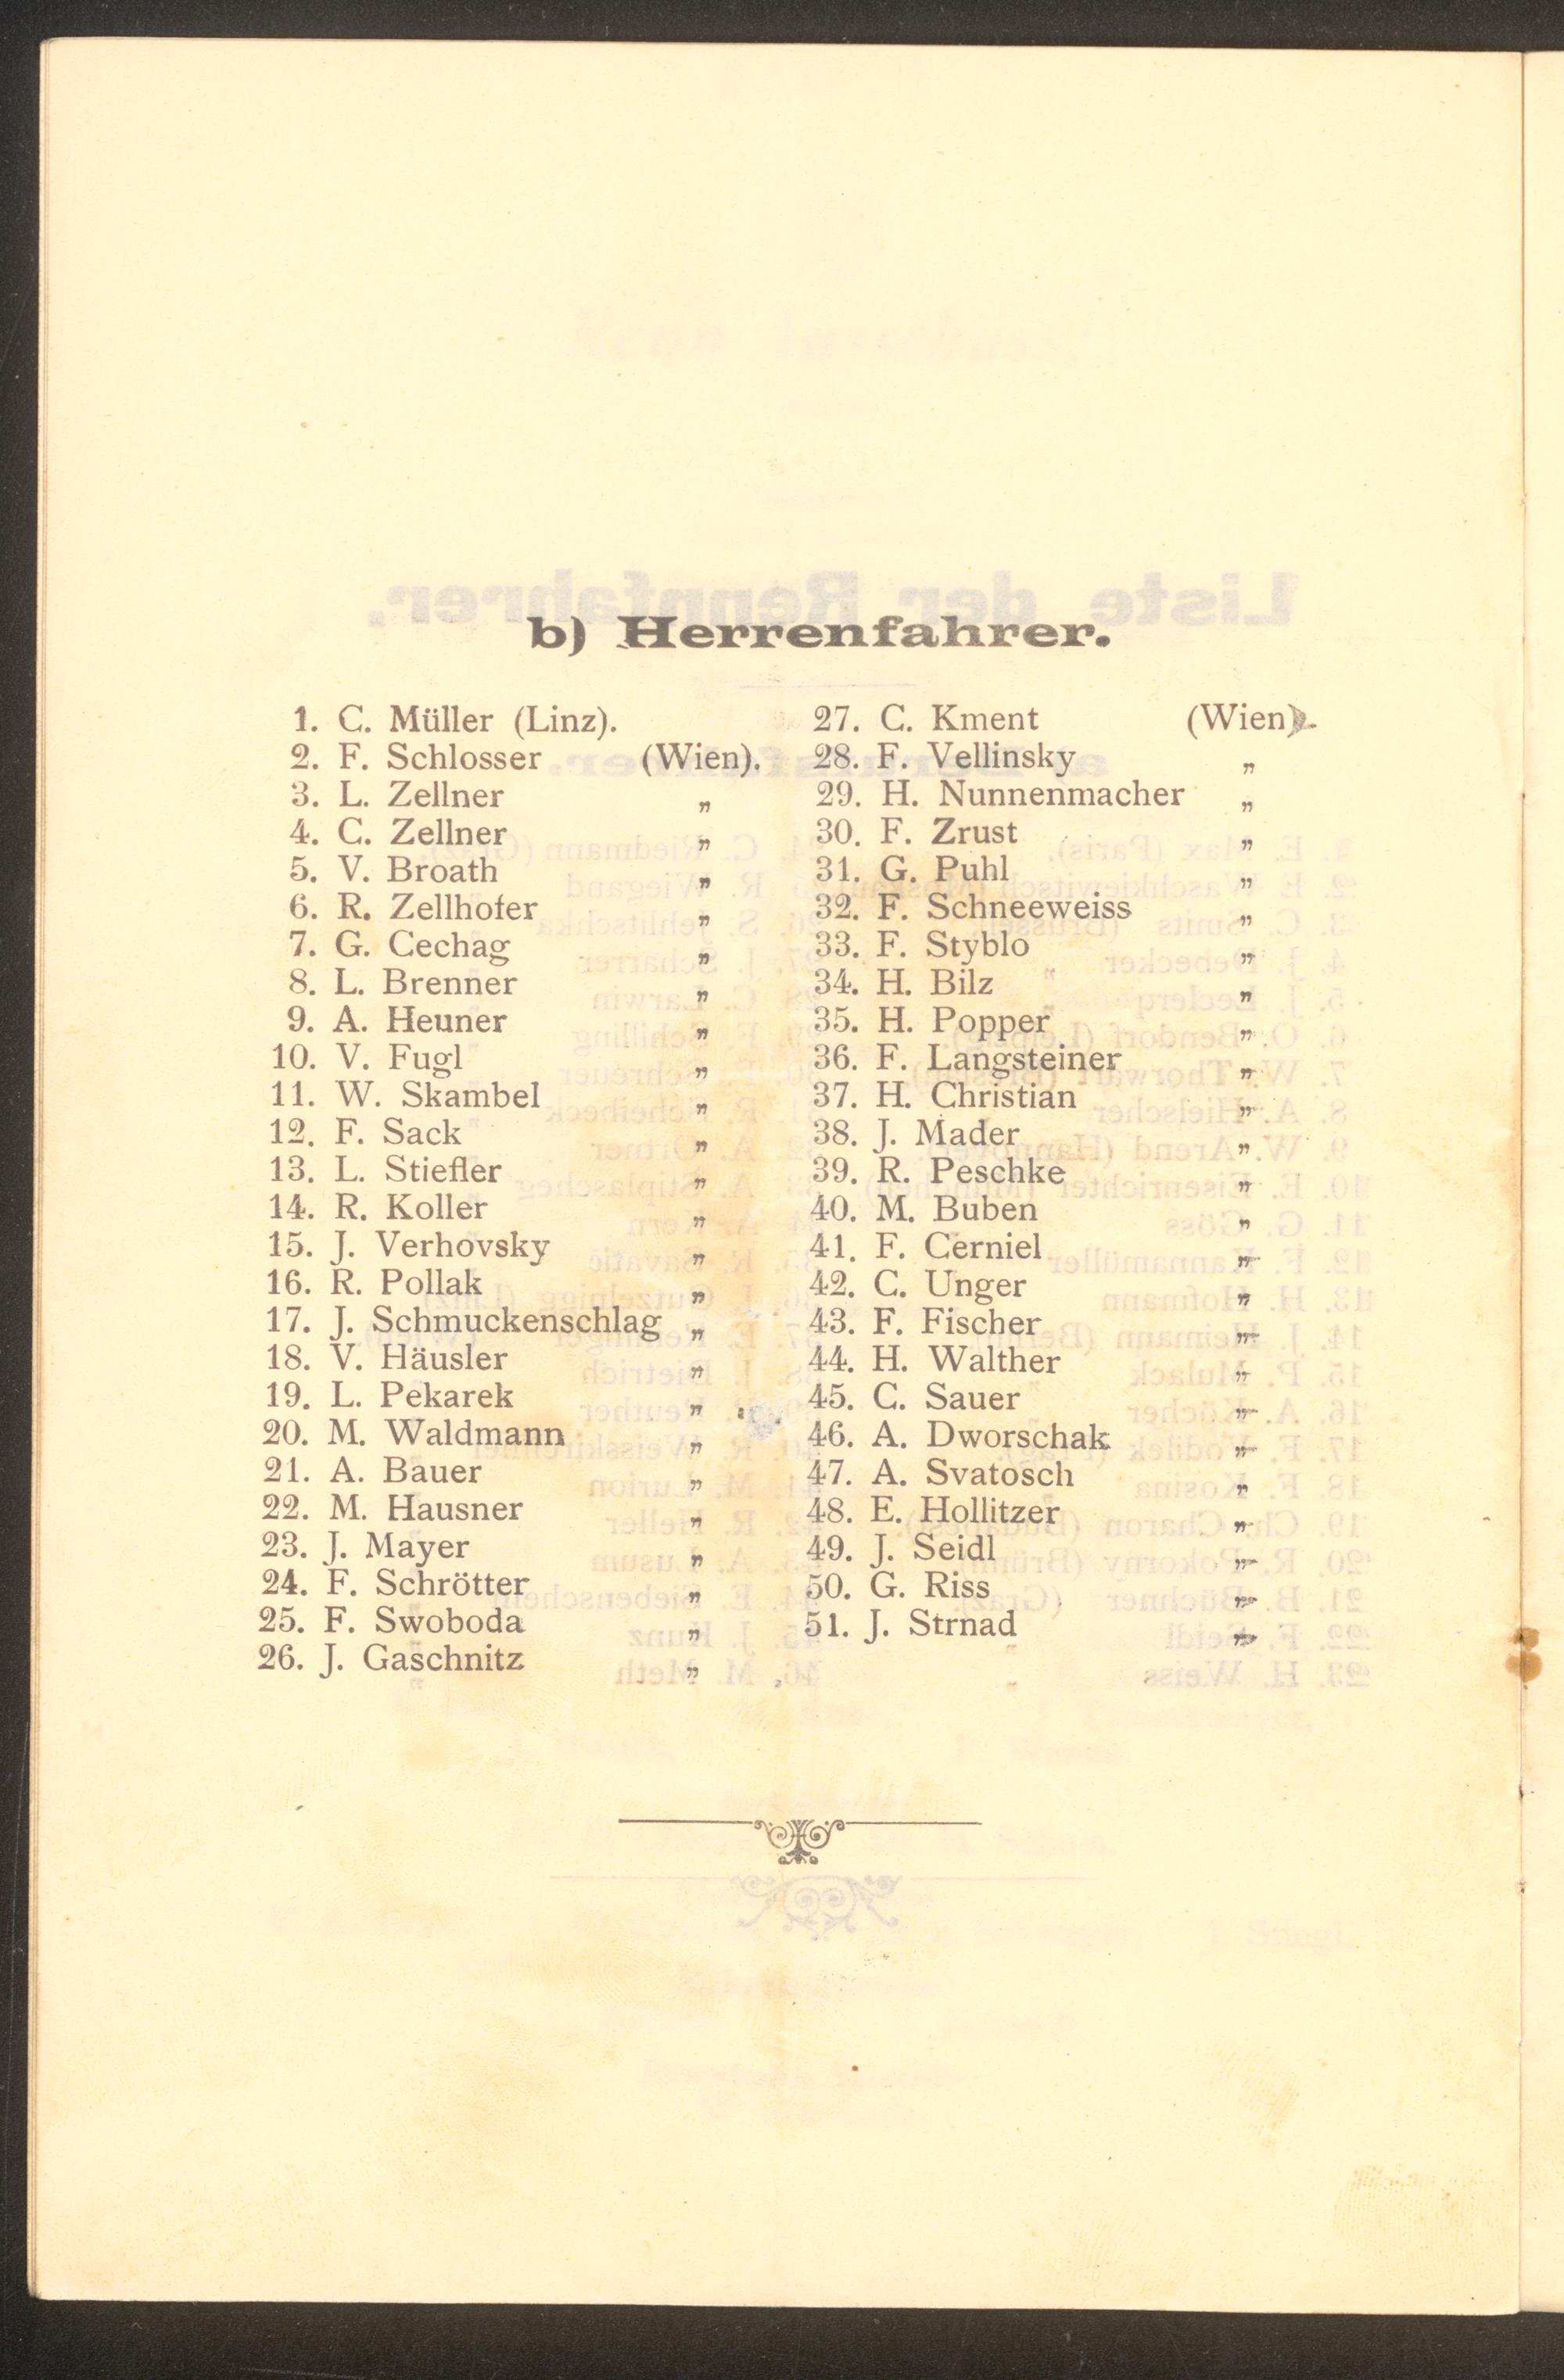 b) Herrenfahrer.
1. C. Müller (Linz).
2. F. Schlosser (Wien).
3. L. Zellner „
4. C. Zellner „
5. V. Broath „
6. R. Zellhofer „
7. G. Cechag „
8. L. Brenner „
9. A. Heuner „
10. V. Fugl „
11. W. Skambel „
12. F. Sack „
13. L. Stiefler „
14. R. Koller „
15. J. Verhovsky „
16. R. Pollak „
17. J. Schmuckenschlag „
18. V. Häusler „
19. L. Pekarek „
20. M. Waldmann „
21. A. Bauer „
22. M. Hausner „
23. J. Mayer „
24. F. Schrötter „
25. F. Swoboda „
26. J. Gaschnitz „
27. C. Kment (Wien).
28. F. Vellinsky „
29. H. Nunnenmacher „
30. F. Zrust „
31. G. Puhl „
32. F. Schneeweiss „
33. F. Styblo „
34. H. Bilz „
35. H. Popper „
36. F. Langsteiner „
37. H. Christian „
38. J. Mader „
39. R. Peschke „
40. M. Buben „
41. F. Cerniel „
42. C. Unger „
43. F. Fischer „
44. H. Walther „
45. C. Sauer „
46. A. Dworschak „
47. A. Svatosch „
48. E. Hollitzer „
49. J. Seidl „
50. G. Riss „
51. J. Strnad „